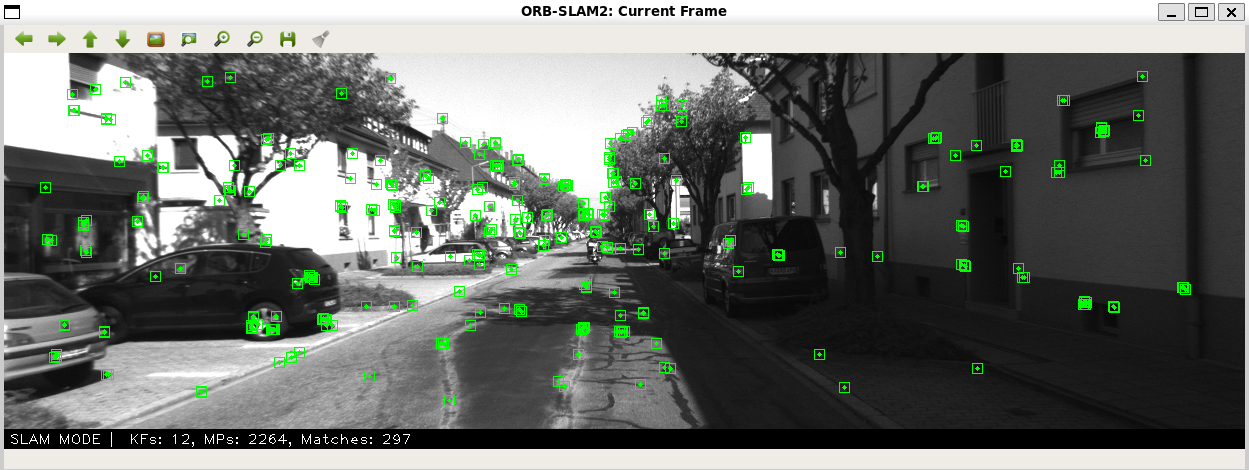 ORB-SLAM2: Current Frame
SLAM MODE |  KFs: 12, MPs: 2264, Matches: 297